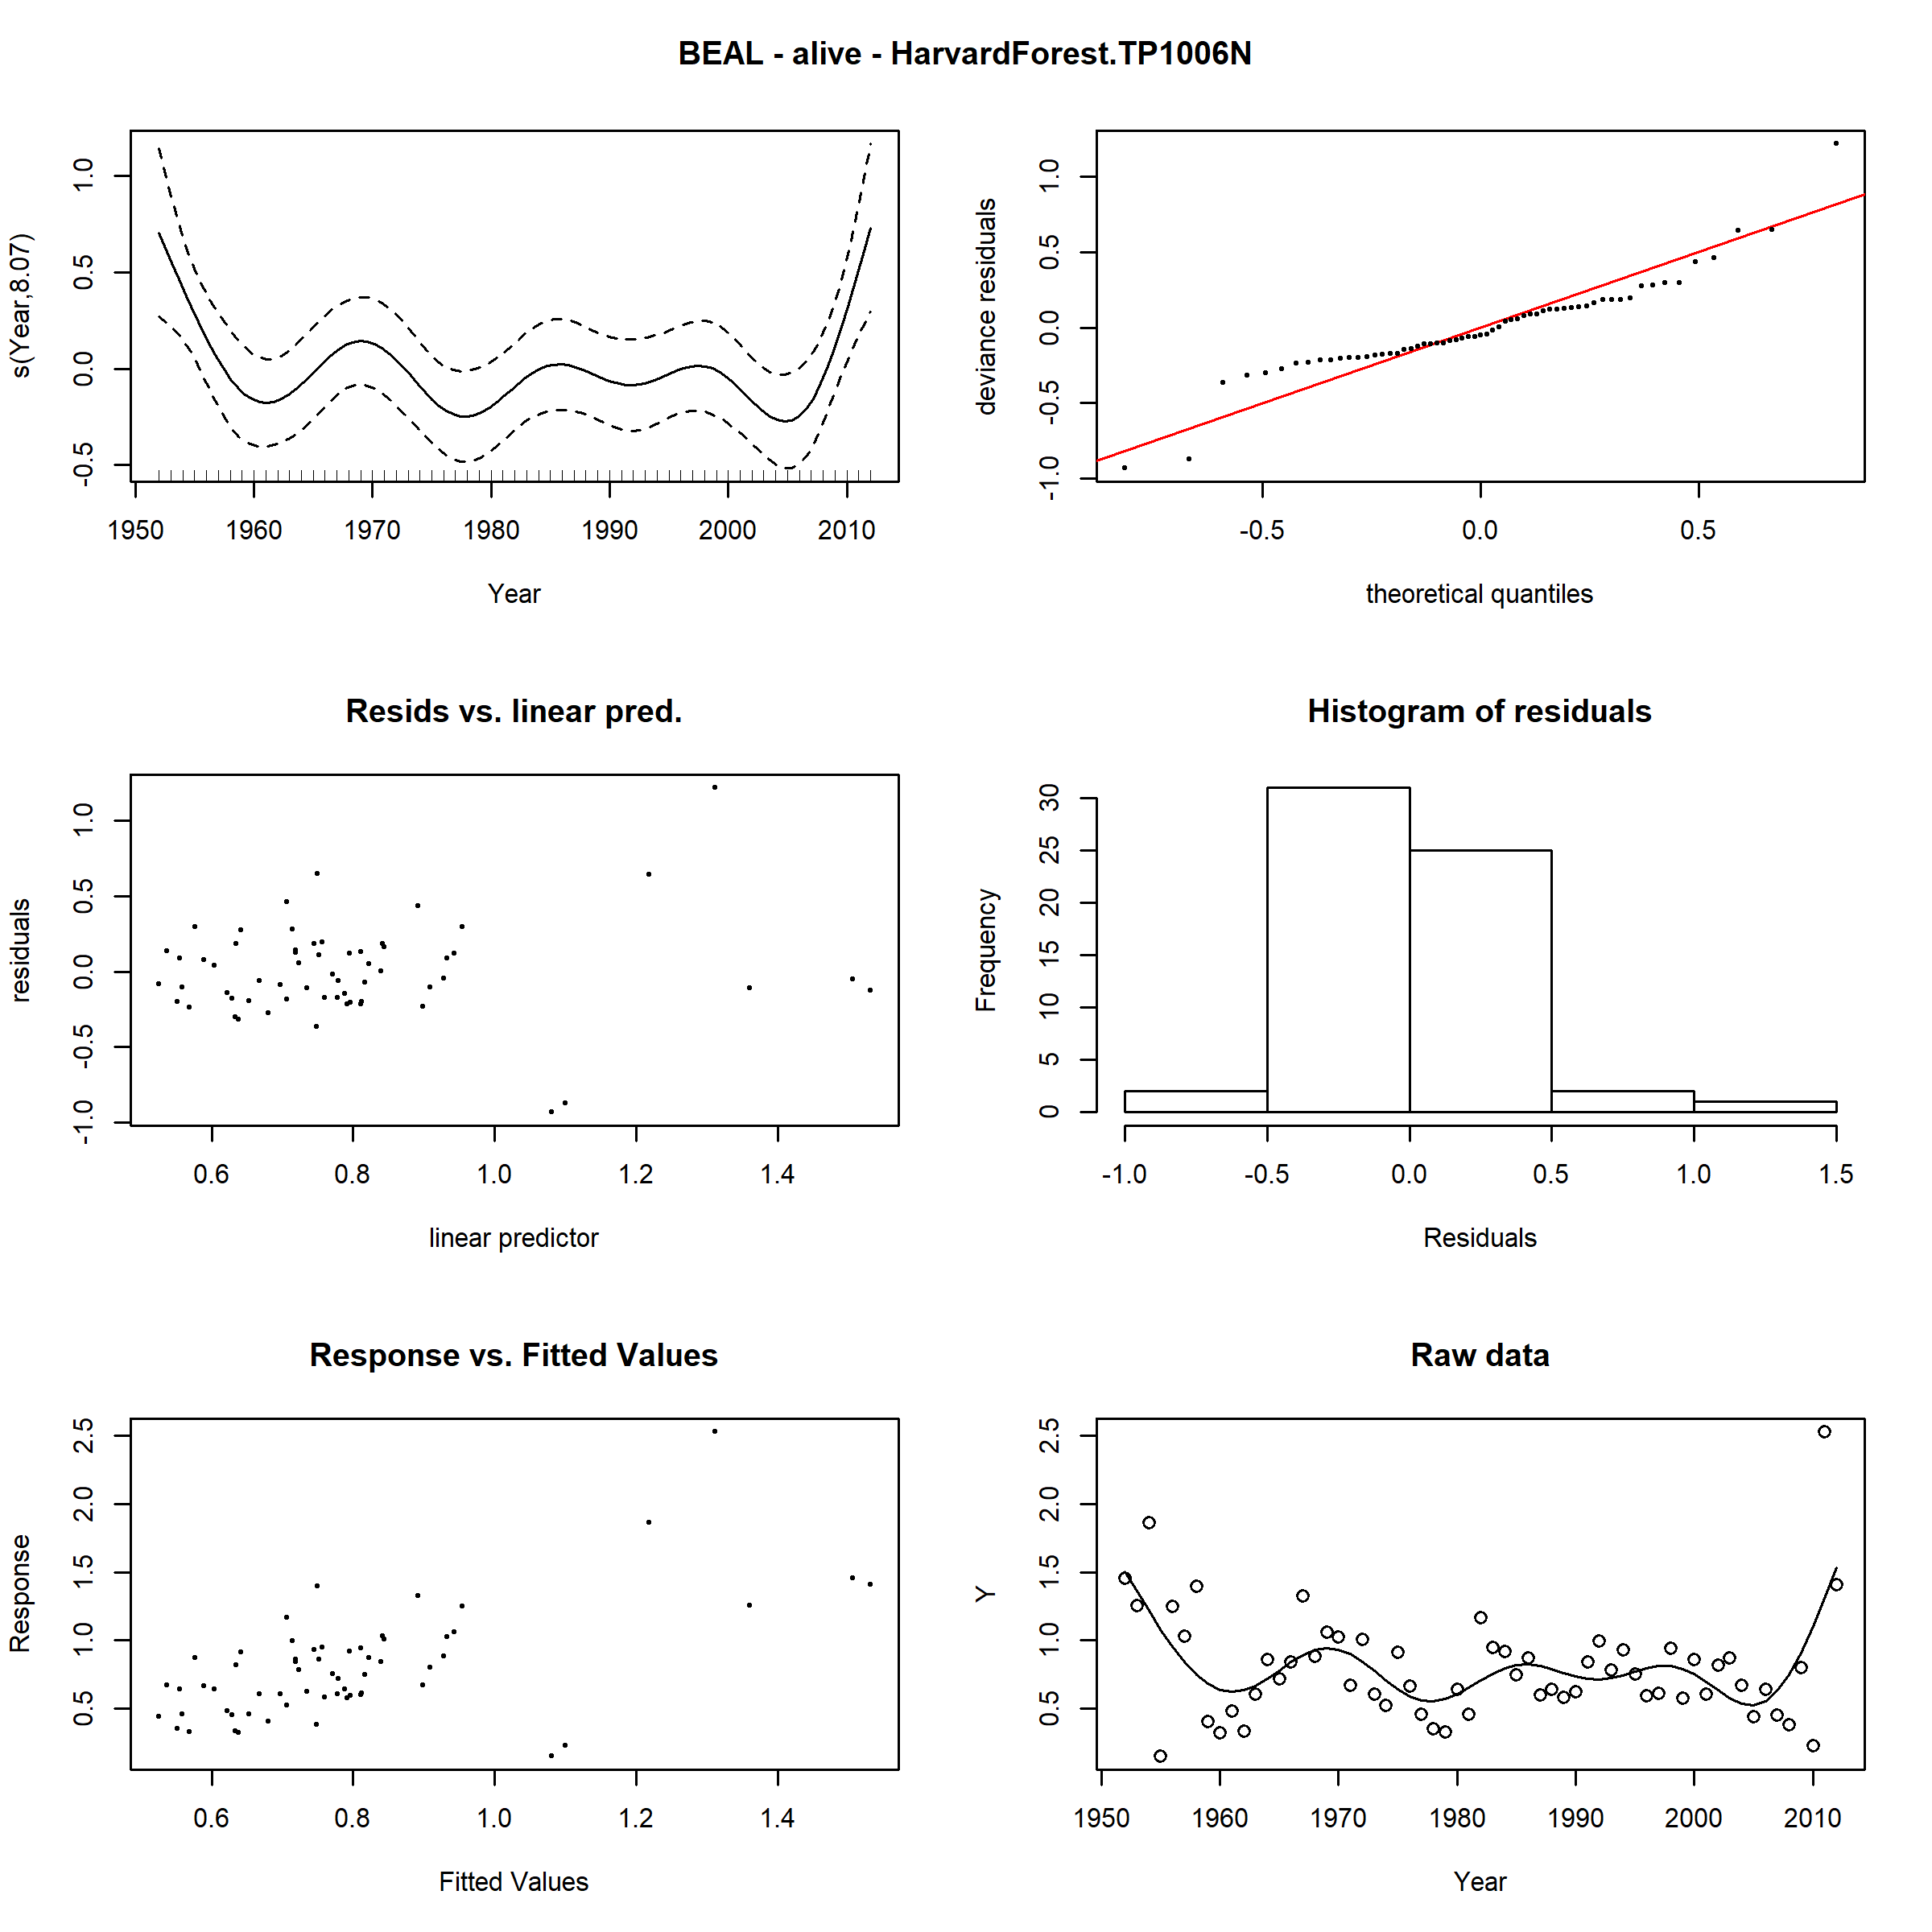 BEAL - alive - HarvardForest.TP1006N
s(Year,8.07)
-0.5 0.0 0.5 1.0
1950 1960 1970 1980 1990 2000 2010
Year
deviance residuals
-1.0 -0.5 0.0 0.5 1.0
-0.5 0.0 0.5
theoretical quantiles
Resids vs. linear pred.
residuals
-1.0 -0.5 0.0 0.5 1.0
0.6 0.8 1.0 1.2 1.4
linear predictor
Histogram of residuals
Frequency
0 5 10 15 20 25 30
-1.0 -0.5 0.0 0.5 1.0 1.5
Residuals
Response vs. Fitted Values
Response
0.5 1.0 1.5 2.0 2.5
0.6 0.8 1.0 1.2 1.4
Fitted Values
Raw data
Y
0.5 1.0 1.5 2.0 2.5
1950 1960 1970 1980 1990 2000 2010
Year